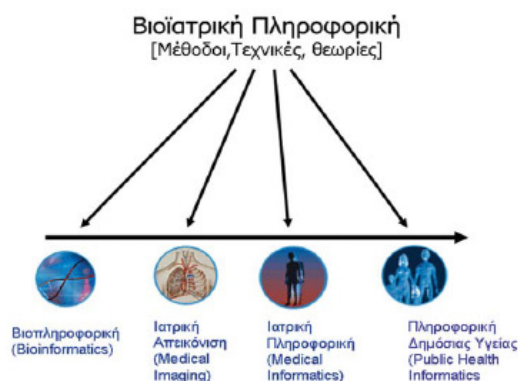 Βιοϊατρική Πληροφορική
[Μέθοδοι,Τεχνικές, θεωρίες]
Βιοπληροφορική
(Bioinformatics)
Ιατρική
Απεικόνιση
(Medical
Imaging)
Ιατρική
Πληροφορική
(Medical
Informatics)
Πληροφορική
Δημόσιας Υγείας
(Public Health
Informatics